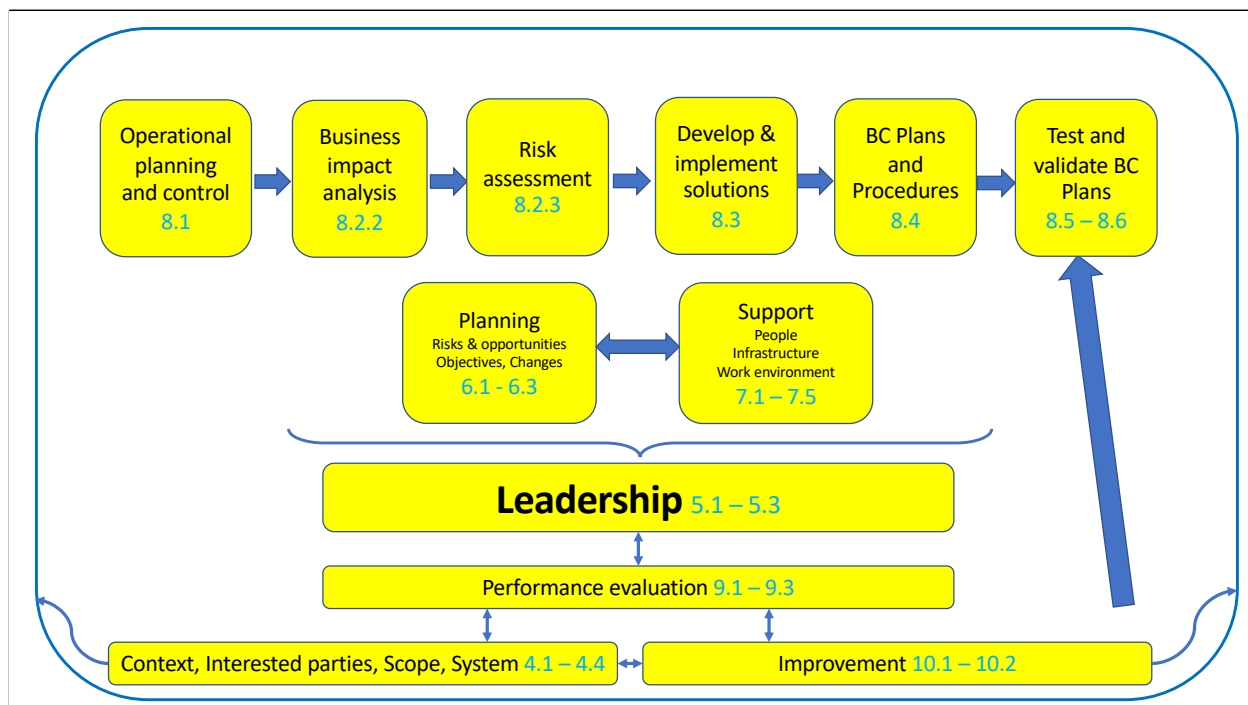 Operational
planning
and control
8.1
Business
impact
analysis
8.2.2
Risk
assessment
8.2.3
Develop &
implement
solutions
8.3
BC Plans
and
Procedures
8.4
Test and
validate BC
Plans
8.5 – 8.6
Planning
Risks & opportunities
Objectives, Changes
6.1 - 6.3
Support
People
Infrastructure
Work environment
7.1 – 7.5
Leadership 5.1 – 5.3
Performance evaluation 9.1 – 9.3
Context, Interested parties, Scope, System 4.1 – 4.4
Improvement 10.1 – 10.2